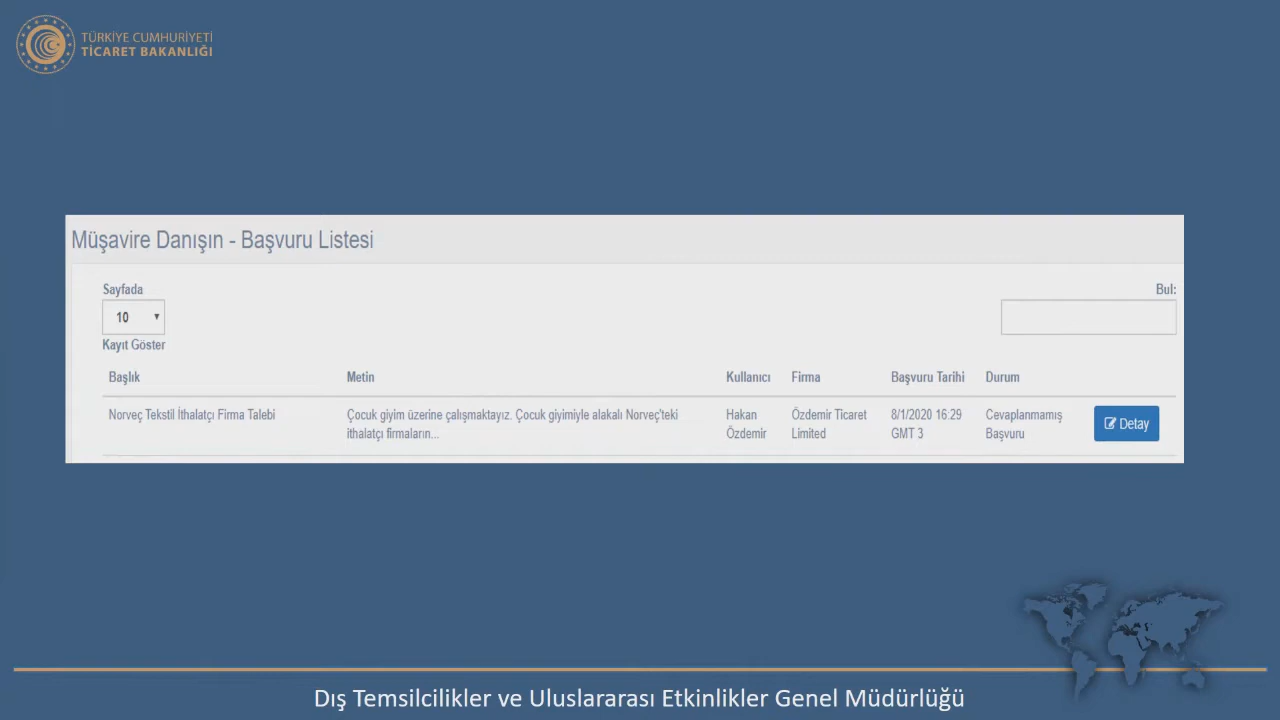 TÜRKİYE CUMHURİYETİ
TİCARET BAKANLIĞI
Müşavire Danışın - Başvuru Listesi
Sayfada
Bul:
10
Kayıt Göster
Başlık Metin Kullanıcı Firma Başvuru Tarihi Durum
Norveç Tekstil İthalatçı Firma Talebi Çocuk giyim üzerine çalışmaktayız. Çocuk giyimiyle alakalı Norveç'teki Hakan Özdemir Ticaret 8/1/2020 16:29 Cevaplanmamış Detay
ithalatçı firmaların... Özdemir Limited GMT 3 Başvuru
Dış Temsilcilikler ve Uluslararası Etkinlikler Genel Müdürlüğü